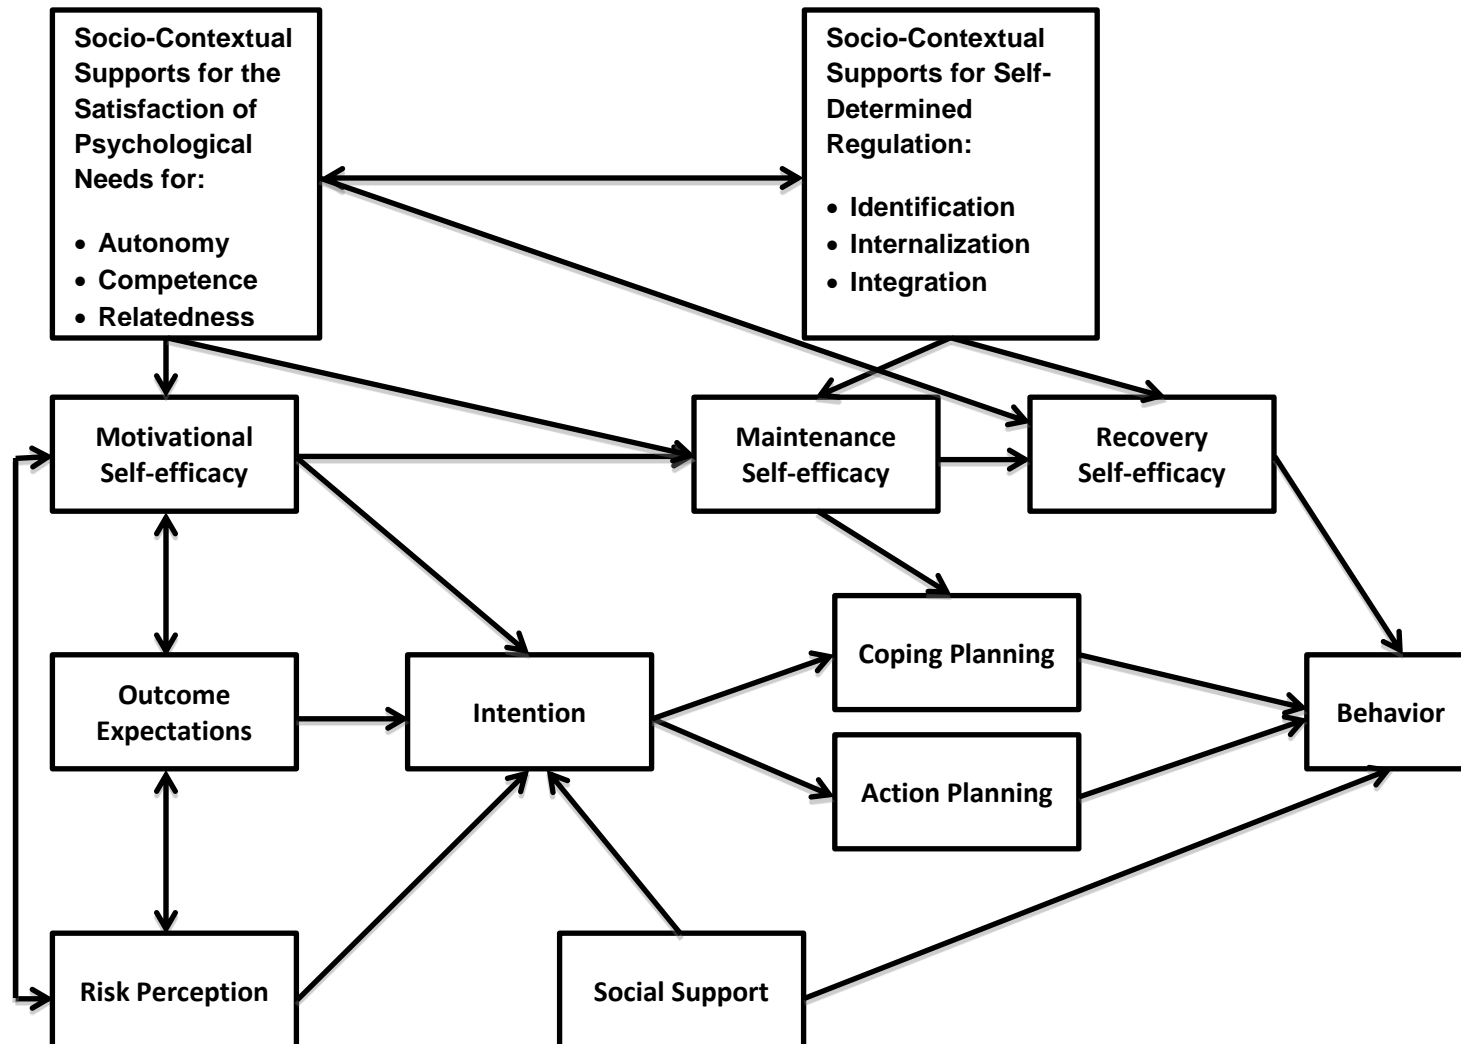 Socio-Contextual
Supports for the
Satisfaction of
Psychological
Needs for:
• Autonomy
• Competence
• Relatedness
Socio-Contextual
Supports for Self-
Determined
Regulation:
• Identification
• Internalization
• Integration
Motivational
Self-efficacy
Maintenance
Self-efficacy
Recovery
Self-efficacy
Outcome
Expectations
Intention
Coping Planning
Action Planning
Behavior
Risk Perception
Social Support